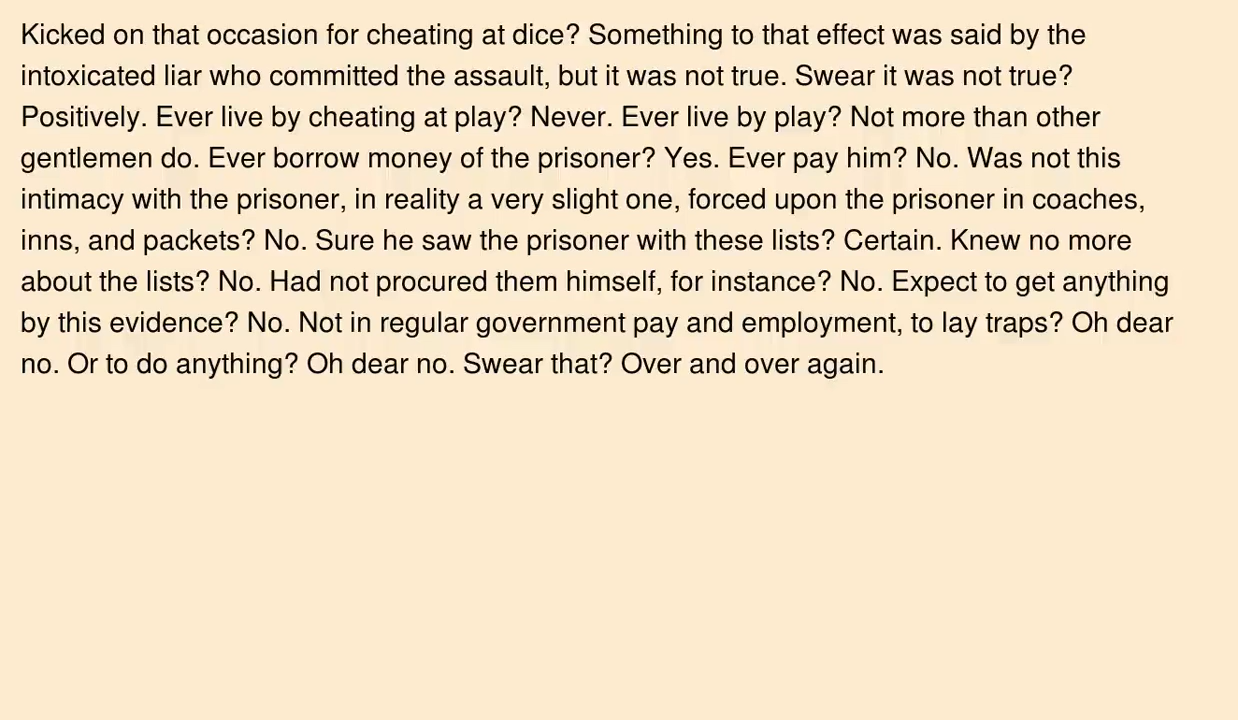 Kicked on that occasion for cheating at dice? Something to that effect was said by the
intoxicated liar who committed the assault, but it was not true. Swear it was not true?
Positively. Ever live by cheating at play? Never. Ever live by play? Not more than other
gentlemen do. Ever borrow money of the prisoner? Yes. Ever pay him? No. Was not this
intimacy with the prisoner, in reality a very slight one, forced upon the prisoner in coaches,
inns, and packets? No. Sure he saw the prisoner with these lists? Certain. Knew no more
about the lists? No. Had not procured them himself, for instance? No. Expect to get anything
by this evidence? No. Not in regular government pay and employment, to lay traps? Oh dear
no. Or to do anything? Oh dear no. Swear that? Over and over again.